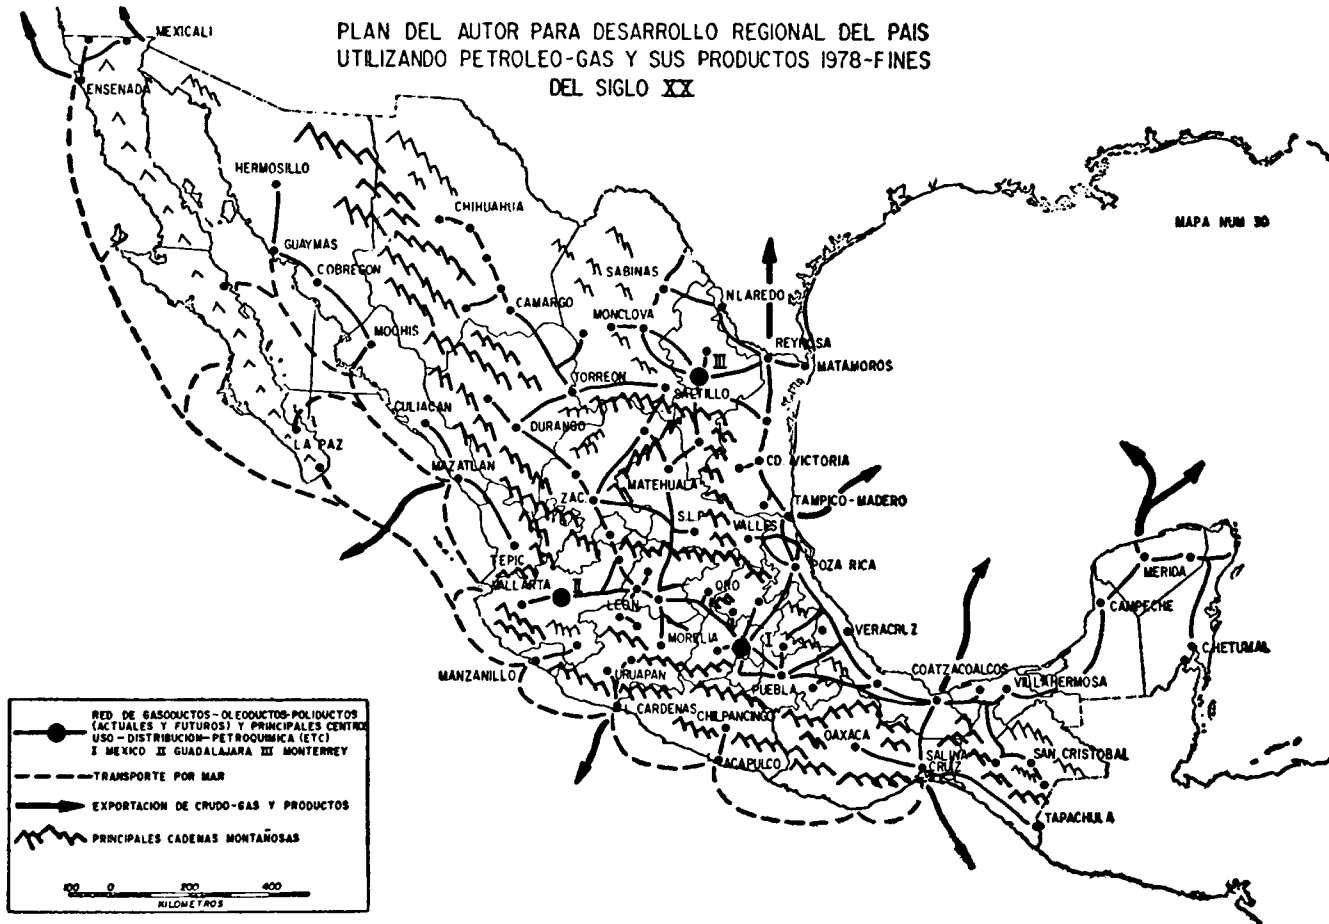 PLAN DEL AUTOR PARA DESARROLLO REGIONAL DEL PAIS
UTILIZANDO PETROLEO-GAS Y SUS PRODUCTOS 1978-FINES
DEL SIGLO XX
MAPA NUM 30
MEXICALI
ENSENADA
HERMOSILLO
CHIHUAHUA
GUAYMAS
COBREGON
SABINAS
N.LAREDO
CAMARGO
MONCLOVA
MOCHIS
REYNOSA
III
MATAMOROS
TORREON
SALTILLO
CULIACAN
DURANGO
LA PAZ
MAZATLAN
CD. VICTORIA
MATEHUALA
ZAC.
TAMPICO-MADERO
S.L.P.
VALLES
TEPIC
POZA RICA
MERIDA
VALLARTA
II
QRO
LEON
CAMPECHE
VERACRUZ
MORELIA
I
CHETUMAL
COATZACOALCOS
MANZANILLO
URUAPAN
PUEBLA
VILLAHERMOSA
L. CARDENAS
CHILPANCINGO
OAXACA
SALINA
CRUZ
SAN CRISTOBAL
ACAPULCO
TAPACHULA
RED DE GASODUCTOS-OLEODUCTOS-POLIDUCTOS
(ACTUALES Y FUTUROS) Y PRINCIPALES CENTROS
USO-DISTRIBUCION-PETROQUIMICA (ETC)
I MEXICO II GUADALAJARA III MONTERREY
TRANSPORTE POR MAR
EXPORTACION DE CRUDO-GAS Y PRODUCTOS
PRINCIPALES CADENAS MONTAÑOSAS
100 0 200 400
KILOMETROS